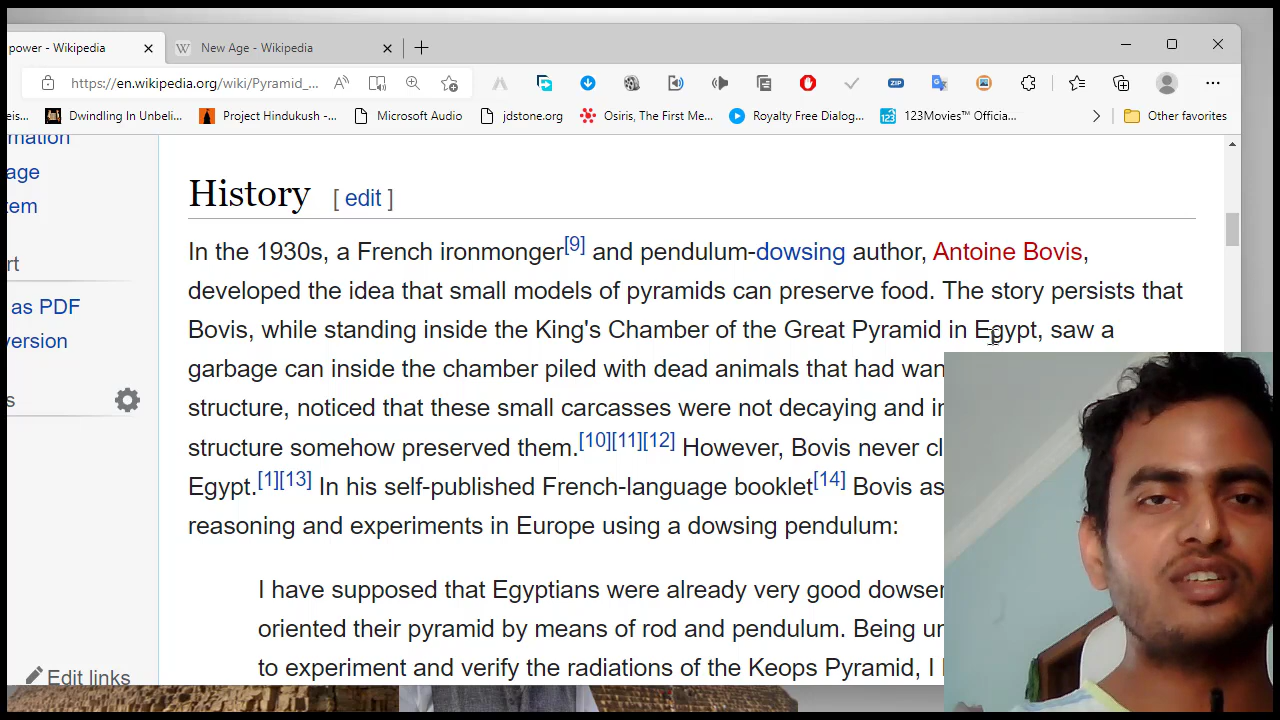 power - Wikipedia
New Age - Wikipedia
https://en.wikipedia.org/wiki/Pyramid_...
ZIP
eis...
Dwindling In Unbeli...
Project Hindukush -...
Microsoft Audio
jdstone.org
Osiris, The First Me...
Royalty Free Dialog...
123
123Movies™ Officia...
Other favorites
mation
age
tem
rt
as PDF
version
s
Edit links
History [ edit ]
In the 1930s, a French ironmonger[9] and pendulum-dowsing author, Antoine Bovis,
developed the idea that small models of pyramids can preserve food. The story persists that
Bovis, while standing inside the King's Chamber of the Great Pyramid in Egypt, saw a
garbage can inside the chamber piled with dead animals that had wan
structure, noticed that these small carcasses were not decaying and in
structure somehow preserved them.[10][11][12] However, Bovis never cl
Egypt.[1][13] In his self-published French-language booklet[14] Bovis as
reasoning and experiments in Europe using a dowsing pendulum:
I have supposed that Egyptians were already very good dowser
oriented their pyramid by means of rod and pendulum. Being un
to experiment and verify the radiations of the Keops Pyramid, I